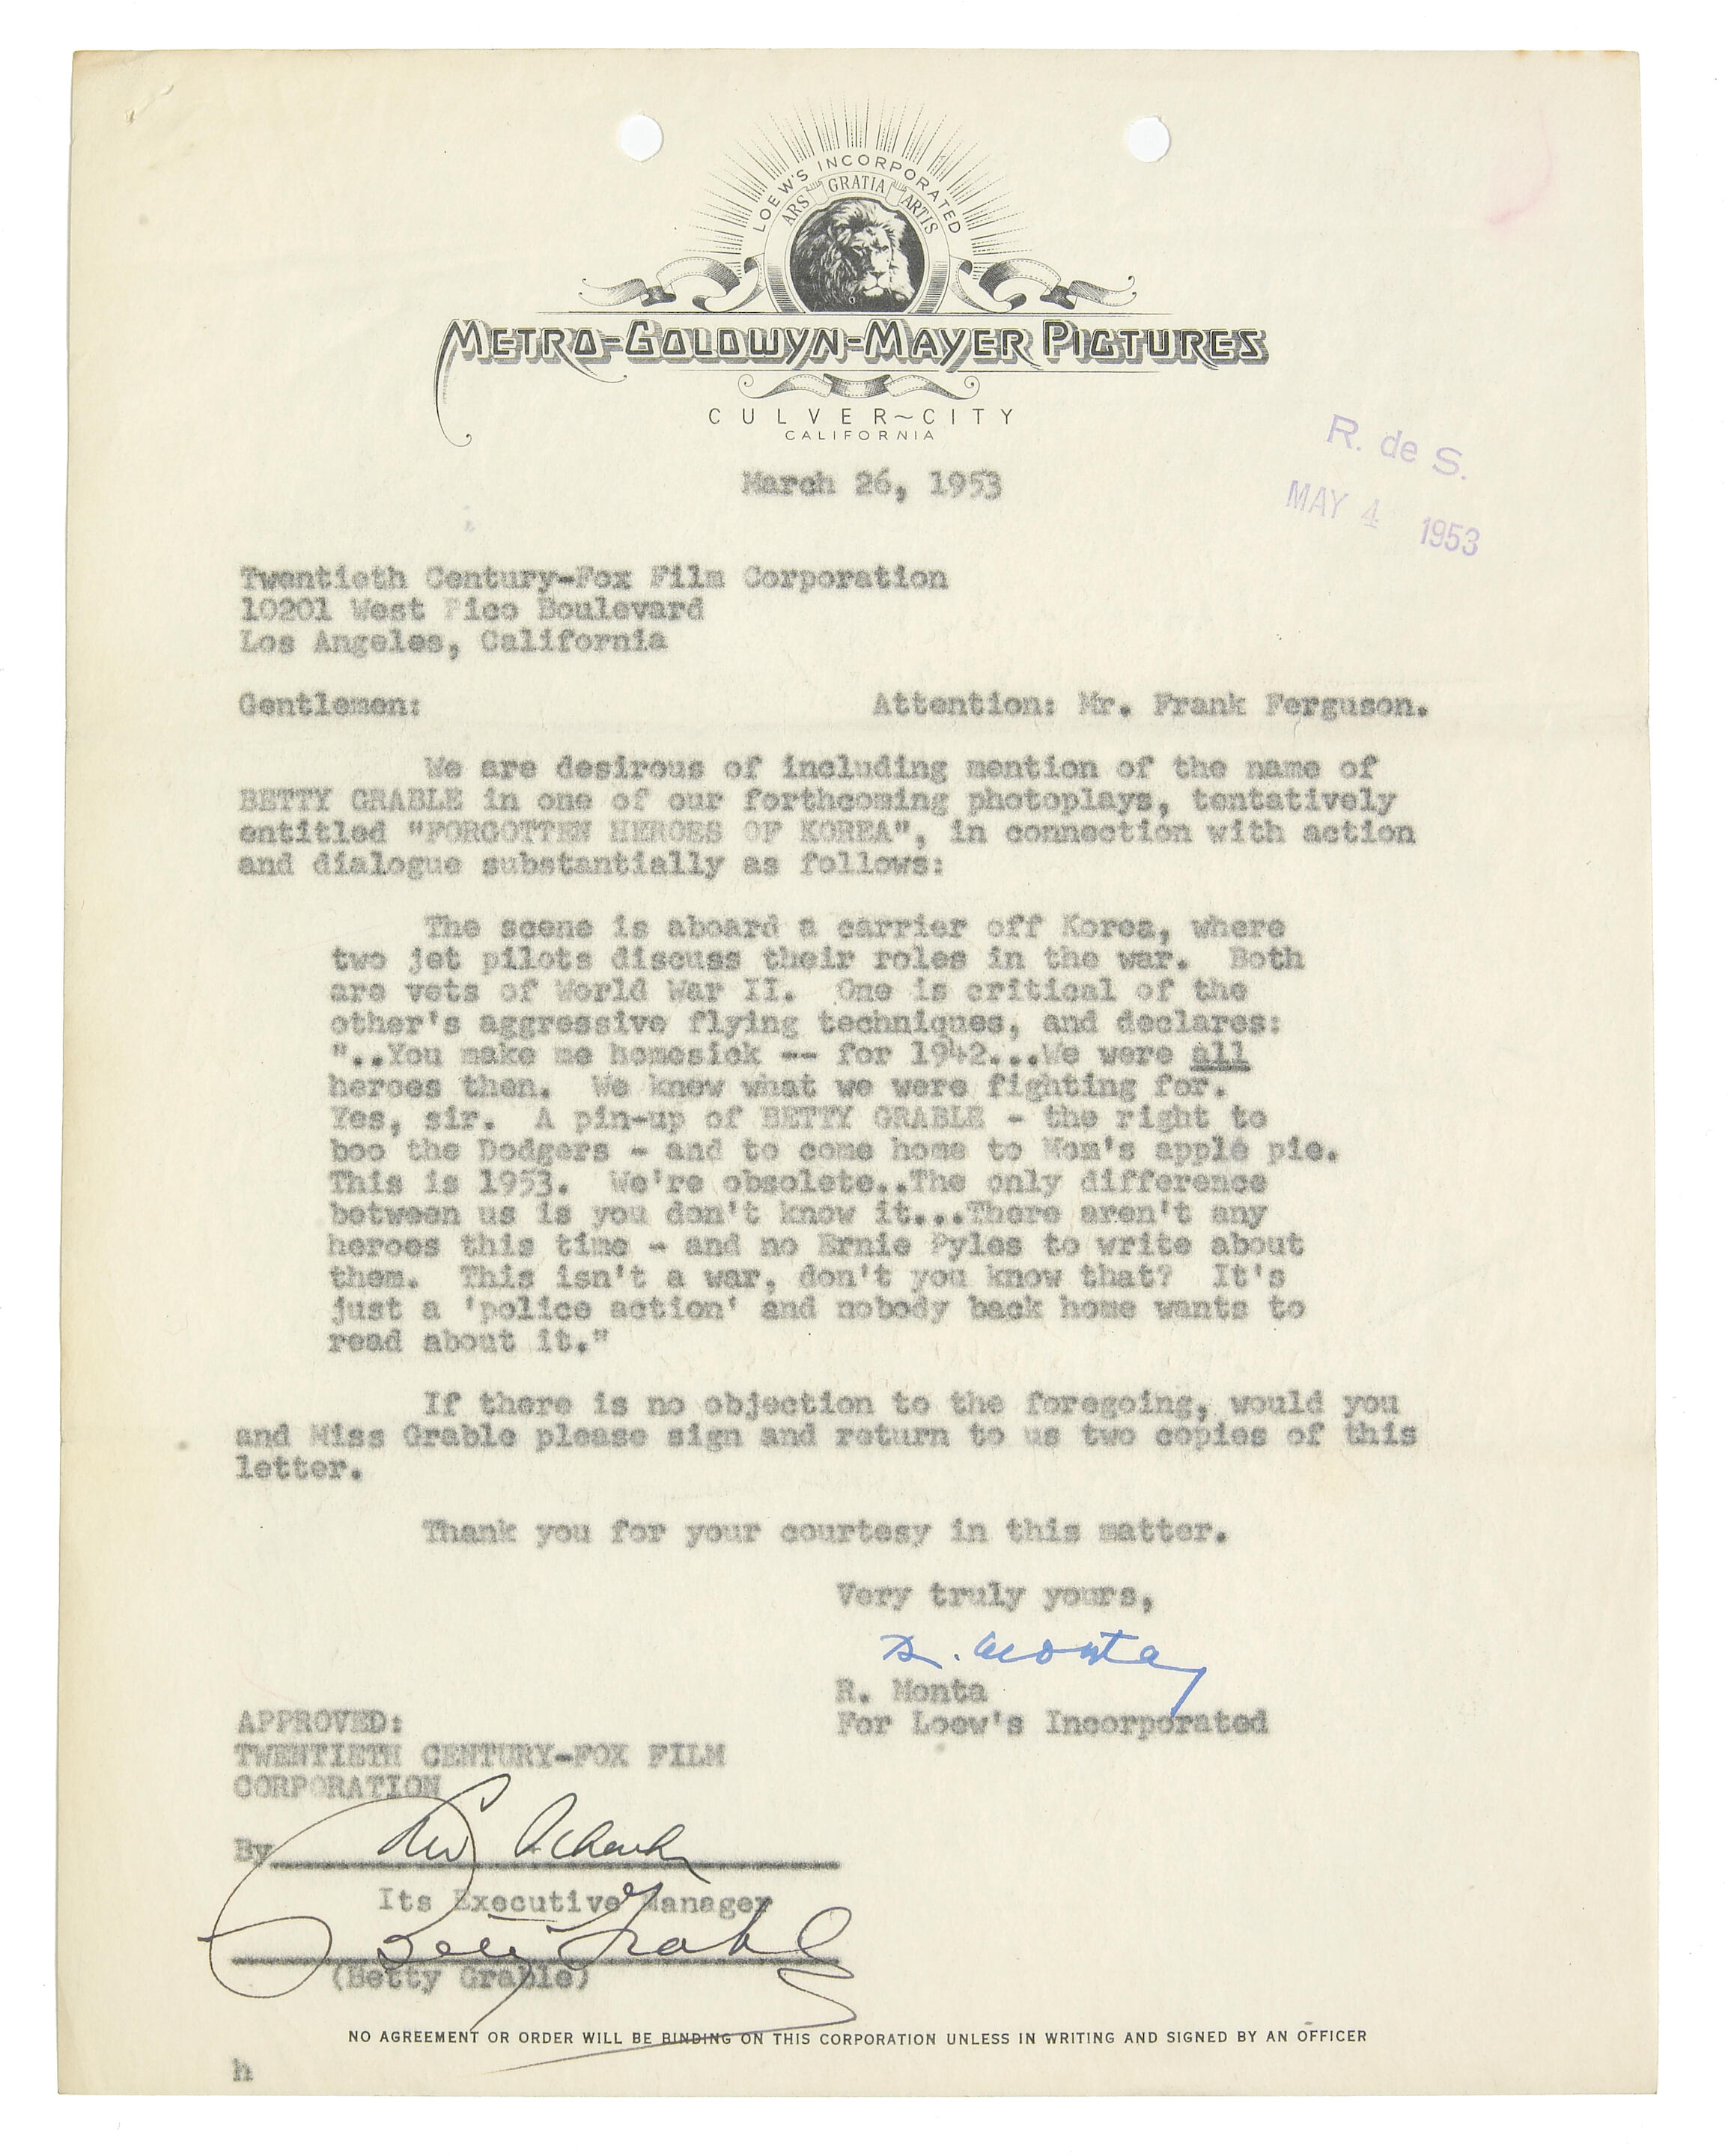 LOEW'S INCORPORATED
ARS GRATIA ARTIS
METRO-GOLDWYN-MAYER PICTURES
CULVER~CITY
CALIFORNIA
R. de S.
MAY 4 1953
March 26, 1953
Twentieth Century-Fox Film Corporation
10201 West Pico Boulevard
Los Angeles, California
Gentlemen: Attention: Mr. Frank Ferguson.
We are desirous of including mention of the name of
BETTY GRABLE in one of our forthcoming photoplays, tentatively
entitled "FORGOTTEN HEROES OF KOREA", in connection with action
and dialogue substantially as follows:
The scene is aboard a carrier off Korea, where
two jet pilots discuss their roles in the war. Both
are vets of World War II. One is critical of the
other's aggressive flying techniques, and declares:
"..You make me homesick -- for 1942...We were all
heroes then. We knew what we were fighting for.
Yes, sir. A pin-up of BETTY GRABLE - the right to
boo the Dodgers - and to come home to Mom's apple pie.
This is 1953. We're obsolete..The only difference
between us is you don't know it...There aren't any
heroes this time - and no Ernie Pyles to write about
them. This isn't a war, don't you know that? It's
just a 'police action' and nobody back home wants to
read about it."
If there is no objection to the foregoing, would you
and Miss Grable please sign and return to us two copies of this
letter.
Thank you for your courtesy in this matter.
Very truly yours,
R. Monta
R. Monta
For Loew's Incorporated
APPROVED:
TWENTIETH CENTURY-FOX FILM
CORPORATION
By Lew Schreiber
Its Executive Manager
Betty Grable
(Betty Grable)
NO AGREEMENT OR ORDER WILL BE BINDING ON THIS CORPORATION UNLESS IN WRITING AND SIGNED BY AN OFFICER
h